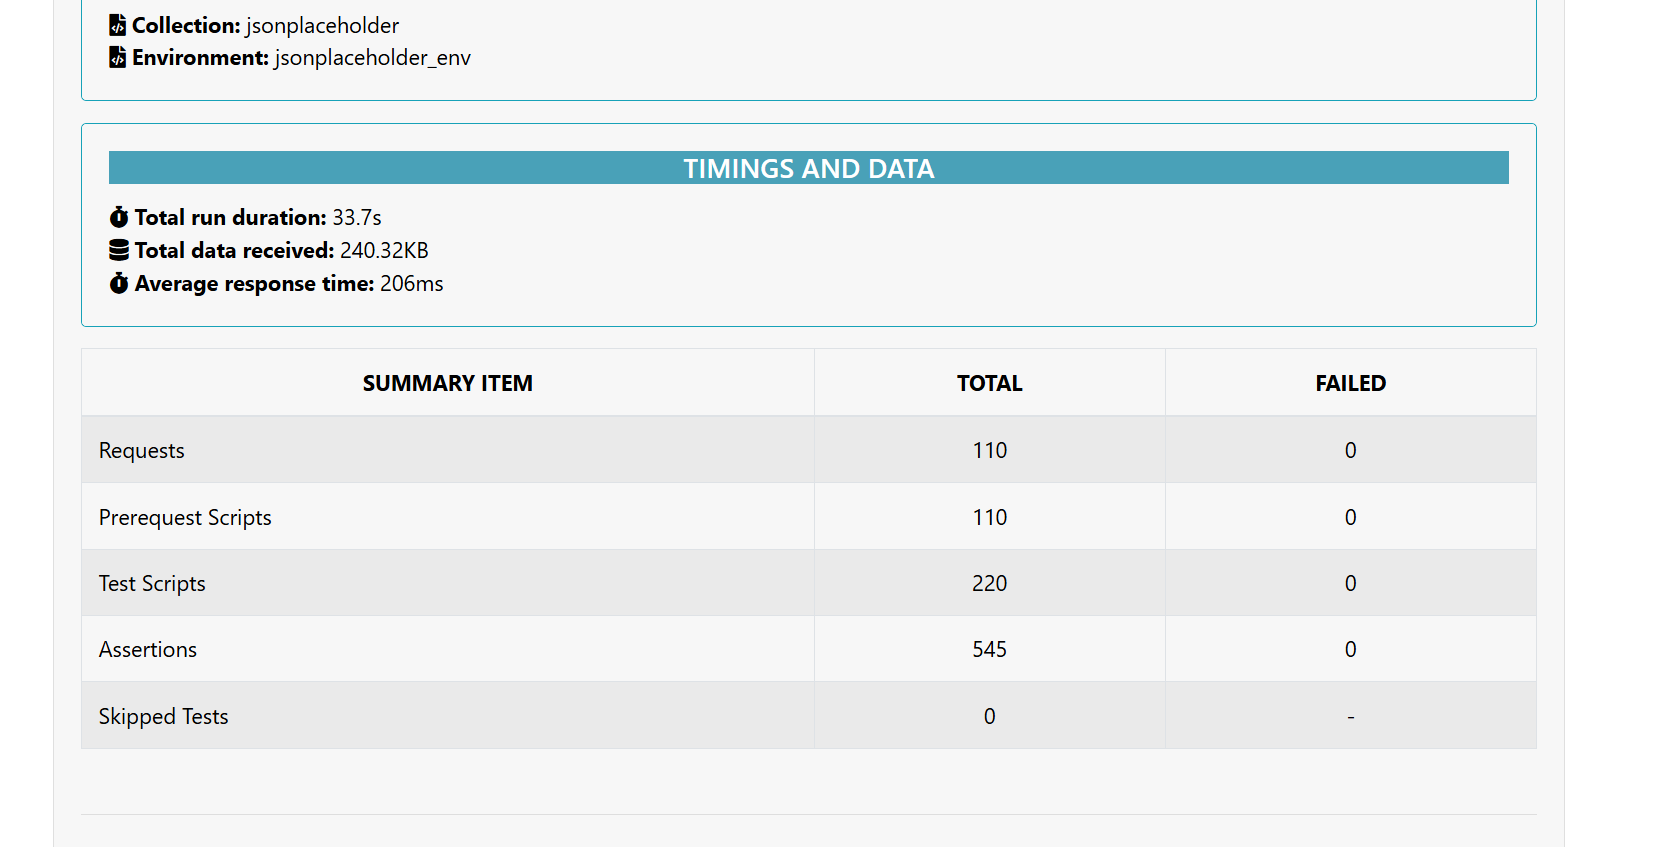 Collection: jsonplaceholder
Environment: jsonplaceholder_env
TIMINGS AND DATA
Total run duration: 33.7s
Total data received: 240.32KB
Average response time: 206ms
SUMMARY ITEM TOTAL FAILED
Requests 110 0
Prerequest Scripts 110 0
Test Scripts 220 0
Assertions 545 0
Skipped Tests 0 -